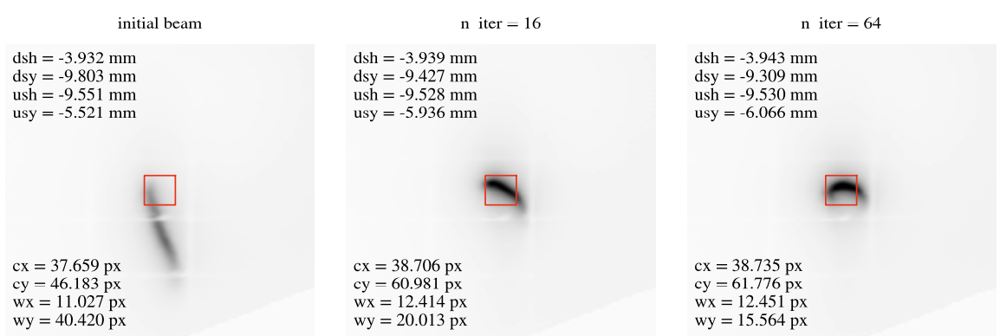 initial beam
dsh = -3.932 mm
dsy = -9.803 mm
ush = -9.551 mm
usy = -5.521 mm
cx = 37.659 px
cy = 46.183 px
wx = 11.027 px
wy = 40.420 px
n iter = 16
dsh = -3.939 mm
dsy = -9.427 mm
ush = -9.528 mm
usy = -5.936 mm
cx = 38.706 px
cy = 60.981 px
wx = 12.414 px
wy = 20.013 px
n iter = 64
dsh = -3.943 mm
dsy = -9.309 mm
ush = -9.530 mm
usy = -6.066 mm
cx = 38.735 px
cy = 61.776 px
wx = 12.451 px
wy = 15.564 px